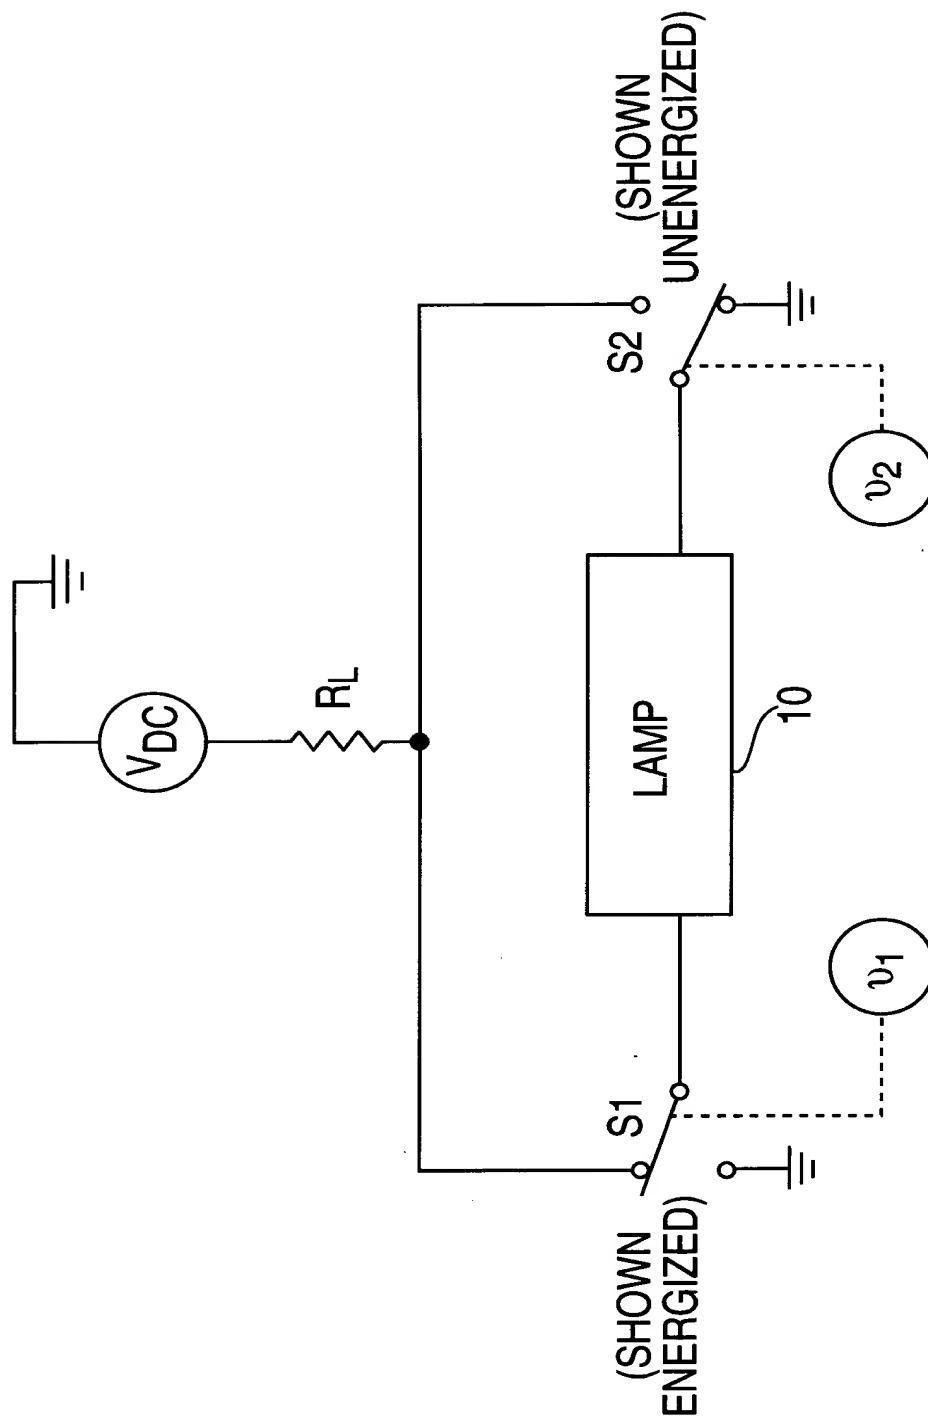 V_DC
R_L
(SHOWN
UNENERGIZED)
S2
υ2
LAMP
10
υ1
S1
(SHOWN
ENERGIZED)